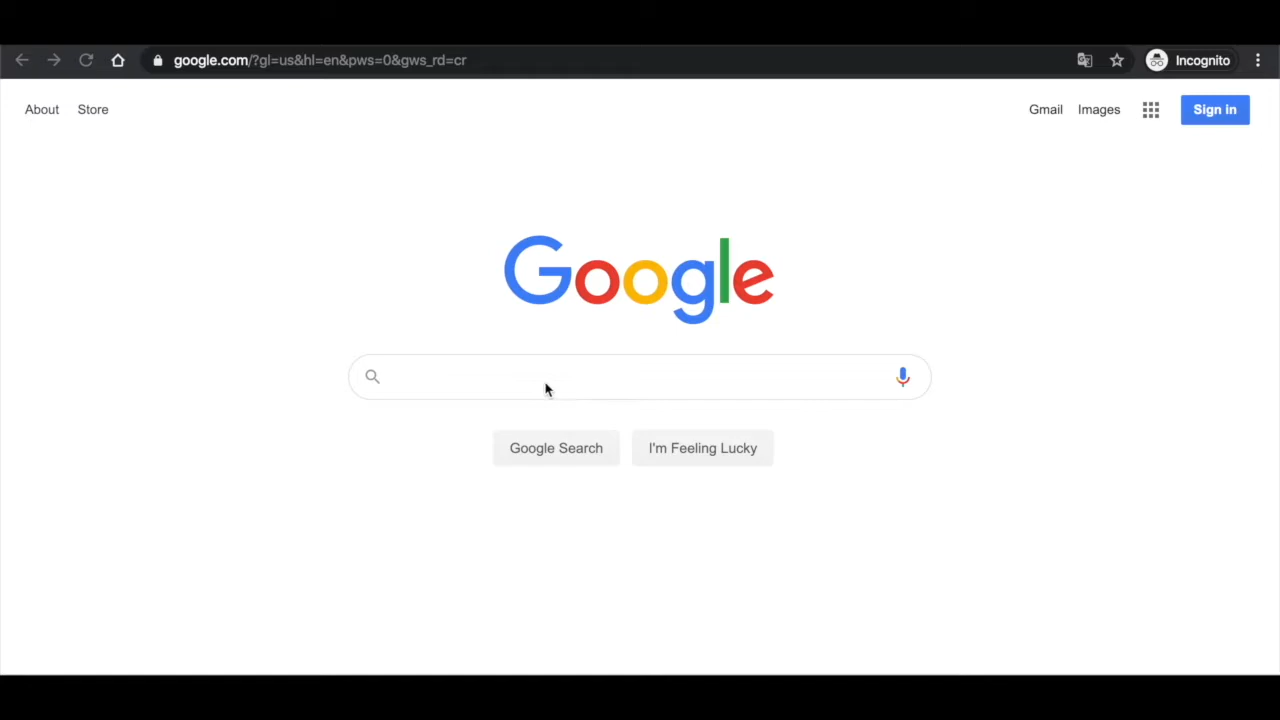 google.com/?gl=us&hl=en&pws=0&gws_rd=cr
Incognito
About Store
Gmail Images
Sign in
Google
Google Search
I'm Feeling Lucky